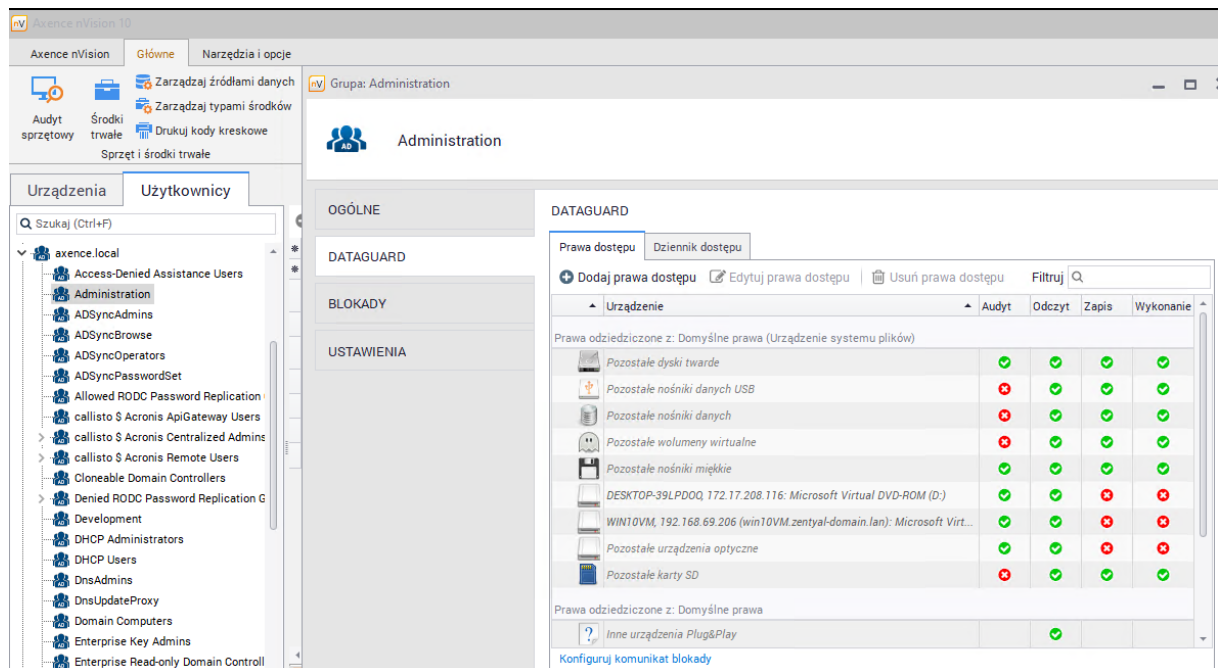 nV Axence nVision 10
Axence nVision Główne Narzędzia i opcje
Audyt sprzętowy
Środki trwałe
Zarządzaj źródłami danych
Zarządzaj typami środków
Drukuj kody kreskowe
Sprzęt i środki trwałe
Urządzenia Użytkownicy
Szukaj (Ctrl+F)
axence.local
Access-Denied Assistance Users
Administration
ADSyncAdmins
ADSyncBrowse
ADSyncOperators
ADSyncPasswordSet
Allowed RODC Password Replication
callisto $ Acronis ApiGateway Users
callisto $ Acronis Centralized Admins
callisto $ Acronis Remote Users
Cloneable Domain Controllers
Denied RODC Password Replication G
Development
DHCP Administrators
DHCP Users
DnsAdmins
DnsUpdateProxy
Domain Computers
Enterprise Key Admins
Enterprise Read-only Domain Controll
nV Grupa: Administration
AD Administration
OGÓLNE
DATAGUARD
BLOKADY
USTAWIENIA
DATAGUARD
Prawa dostępu Dziennik dostępu
Dodaj prawa dostępu Edytuj prawa dostępu Usuń prawa dostępu Filtruj
Urządzenie Audyt Odczyt Zapis Wykonanie
Prawa odziedziczone z: Domyślne prawa (Urządzenie systemu plików)
Pozostałe dyski twarde
Pozostałe nośniki danych USB
Pozostałe nośniki danych
Pozostałe wolumeny wirtualne
Pozostałe nośniki miękkie
DESKTOP-39LPDOO, 172.17.208.116: Microsoft Virtual DVD-ROM (D:)
WIN10VM, 192.168.69.206 (win10VM.zentyal-domain.lan): Microsoft Virt...
Pozostałe urządzenia optyczne
Pozostałe karty SD
Prawa odziedziczone z: Domyślne prawa
Inne urządzenia Plug&Play
Konfiguruj komunikat blokady